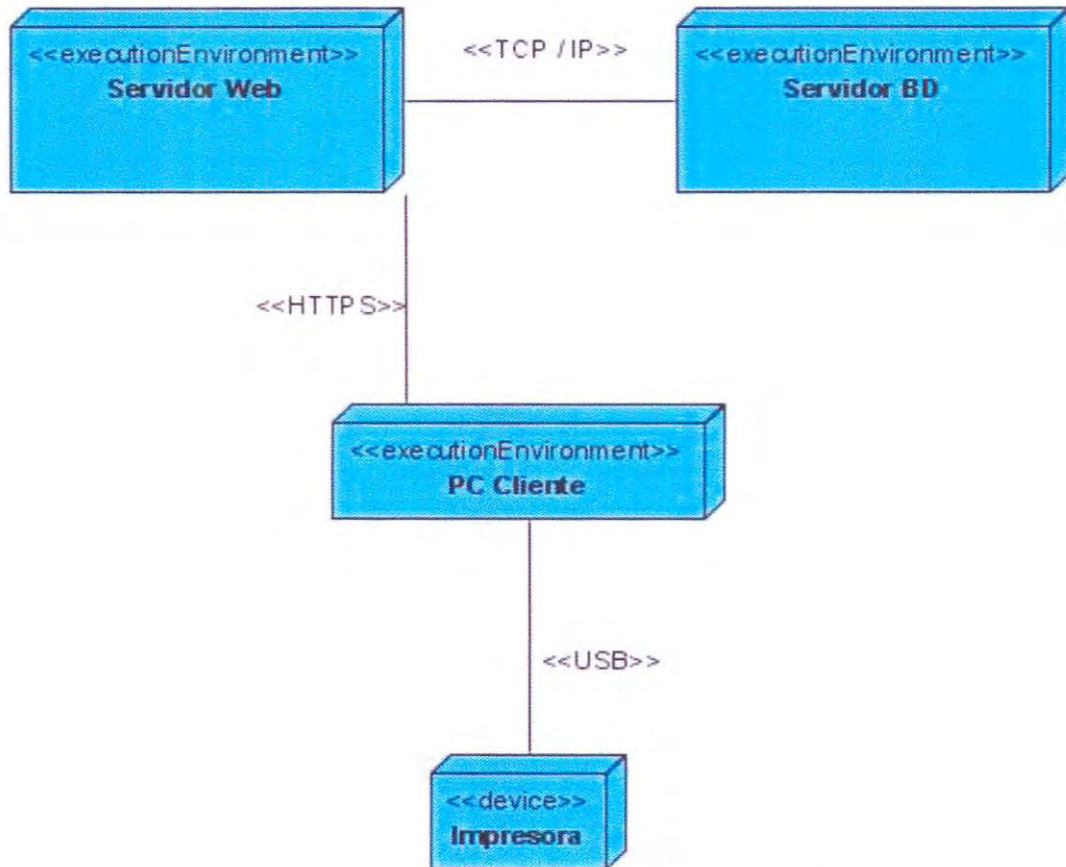 <<executionEnvironment>>
Servidor Web
<<TCP / IP>>
<<executionEnvironment>>
Servidor BD
<<HTTPS>>
<<executionEnvironment>>
PC Cliente
<<USB>>
<<device>>
Impresora